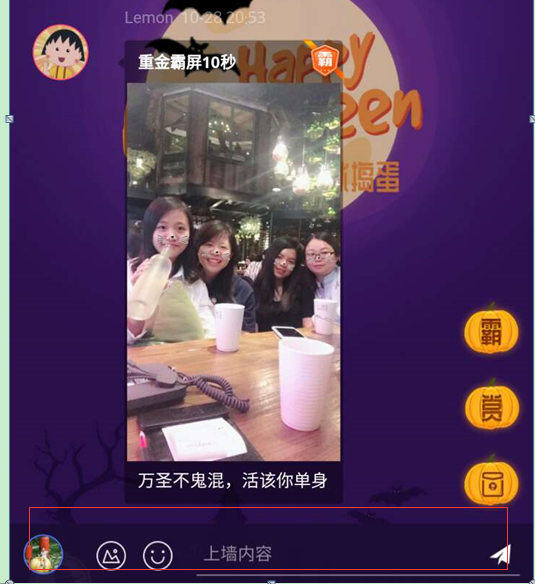 Lemon 10-28 20:53
重金霸屏10秒
霸
Happy
een
捣蛋
万圣不鬼混，活该你单身
霸
赏
上墙内容